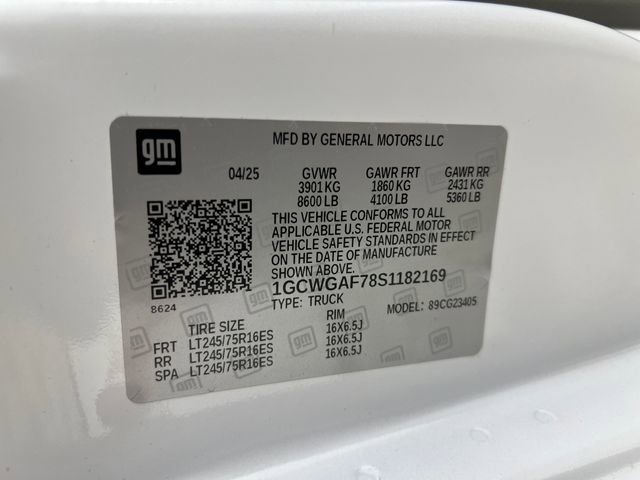 gm
MFD BY GENERAL MOTORS LLC
04/25 GVWR GAWR FRT GAWR RR
3901 KG 1860 KG 2431 KG
8600 LB 4100 LB 5360 LB
THIS VEHICLE CONFORMS TO ALL
APPLICABLE U.S. FEDERAL MOTOR
VEHICLE SAFETY STANDARDS IN EFFECT
ON THE DATE OF MANUFACTURE
SHOWN ABOVE.
1GCWGAF78S1182169
8624
TYPE: TRUCK MODEL: 89CG23405
TIRE SIZE RIM
FRT LT245/75R16ES 16X6.5J
RR LT245/75R16ES 16X6.5J
SPA LT245/75R16ES 16X6.5J